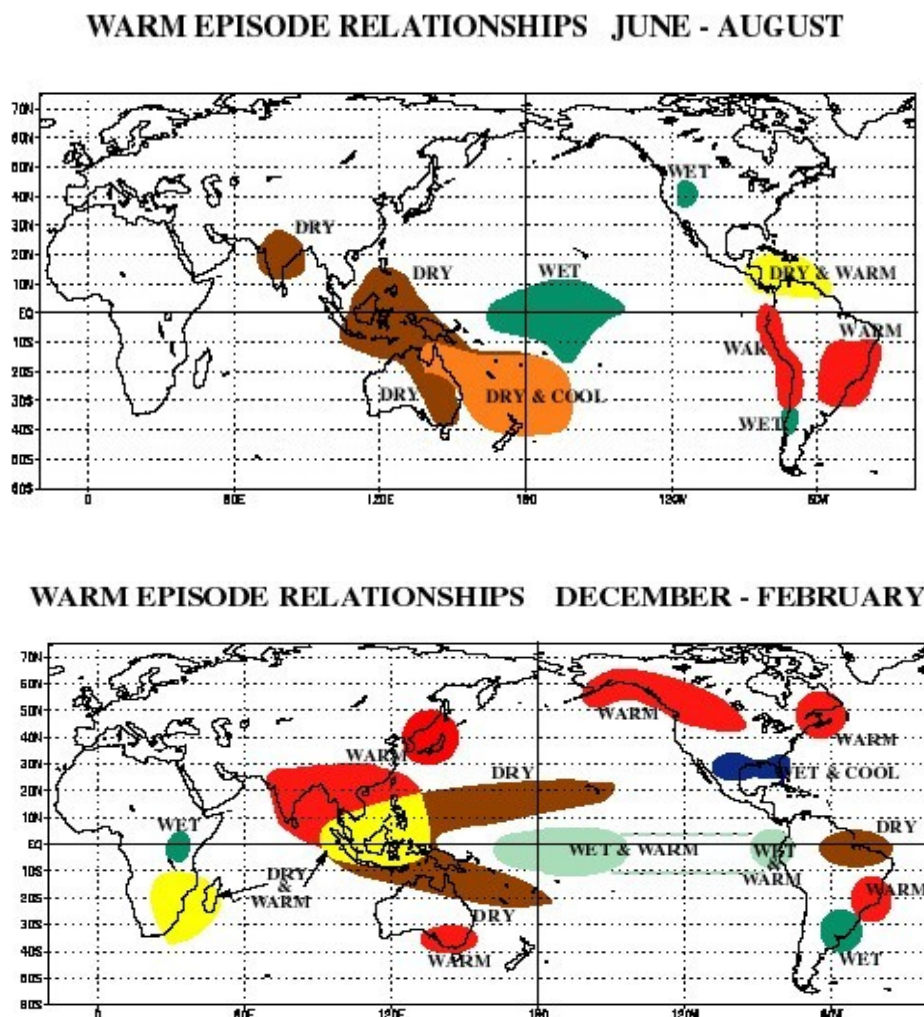 WARM EPISODE RELATIONSHIPS JUNE - AUGUST
70N
60N
50N
WET
40N
30N
DRY
20N
DRY
WET
DRY & WARM
10N
EQ
10S
WARM
WAR
20S
DRY
DRY & COOL
30S
WET
40S
50S
60S
0
60E
120E
180
120W
60W
WARM EPISODE RELATIONSHIPS DECEMBER - FEBRUARY
70N
60N
50N
WARM
WARM
40N
WARM
30N
DRY
WET & COOL
20N
10N
WET
DRY
EQ
WET & WARM
WET
&
WARM
10S
DRY
&
WARM
WARM
20S
DRY
30S
40S
WARM
WET
50S
60S
70S
80S
0
60E
120E
180
120W
60W